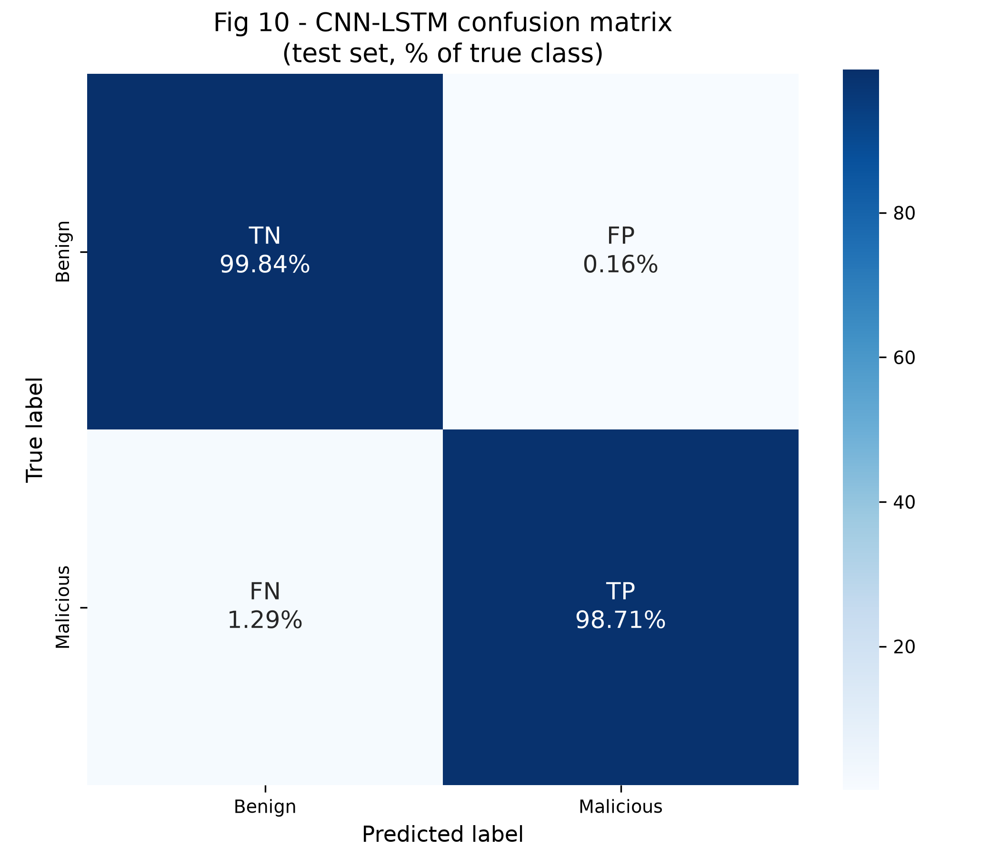 Fig 10 - CNN-LSTM confusion matrix
(test set, % of true class)
TN
99.84%
FP
0.16%
FN
1.29%
TP
98.71%
Benign
Malicious
True label
Benign
Malicious
Predicted label
80
60
40
20